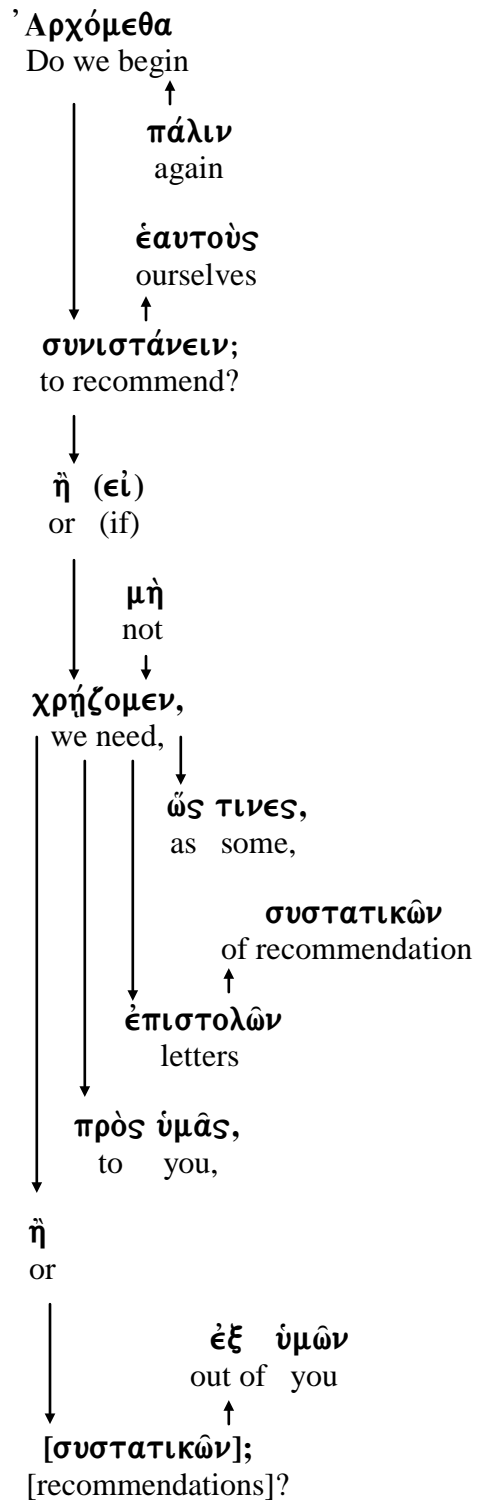 ᾿Αρχόμεθα
Do we begin
πάλιν
again
ἑαυτοὺς
ourselves
συνιστάνειν;
to recommend?
ἢ (εἰ)
or (if)
μὴ
not
χρῄζομεν,
we need,
ὥς τινες,
as some,
συστατικῶν
of recommendation
ἐπιστολῶν
letters
πρὸς ὑμᾶς,
to you,
ἢ
or
ἐξ ὑμῶν
out of you
[συστατικῶν];
[recommendations]?